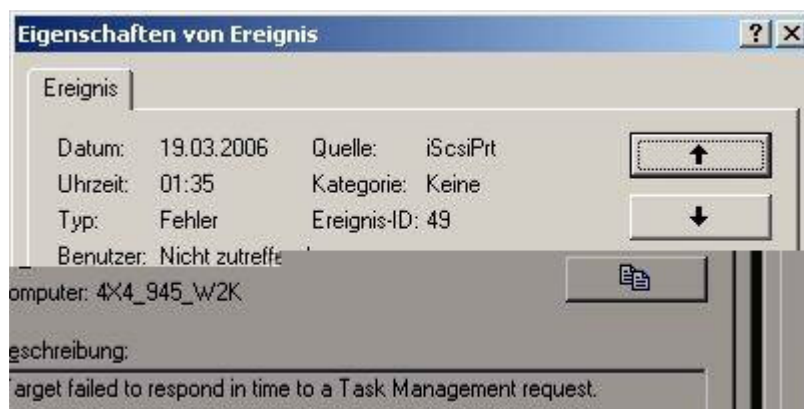 Eigenschaften von Ereignis
Ereignis
Datum: 19.03.2006 Quelle: iScsiPrt
Uhrzeit: 01:35 Kategorie: Keine
Typ: Fehler Ereignis-ID: 49
Benutzer: Nicht zutreffe
omputer: 4X4_945_W2K
eschreibung:
arget failed to respond in time to a Task Management request.